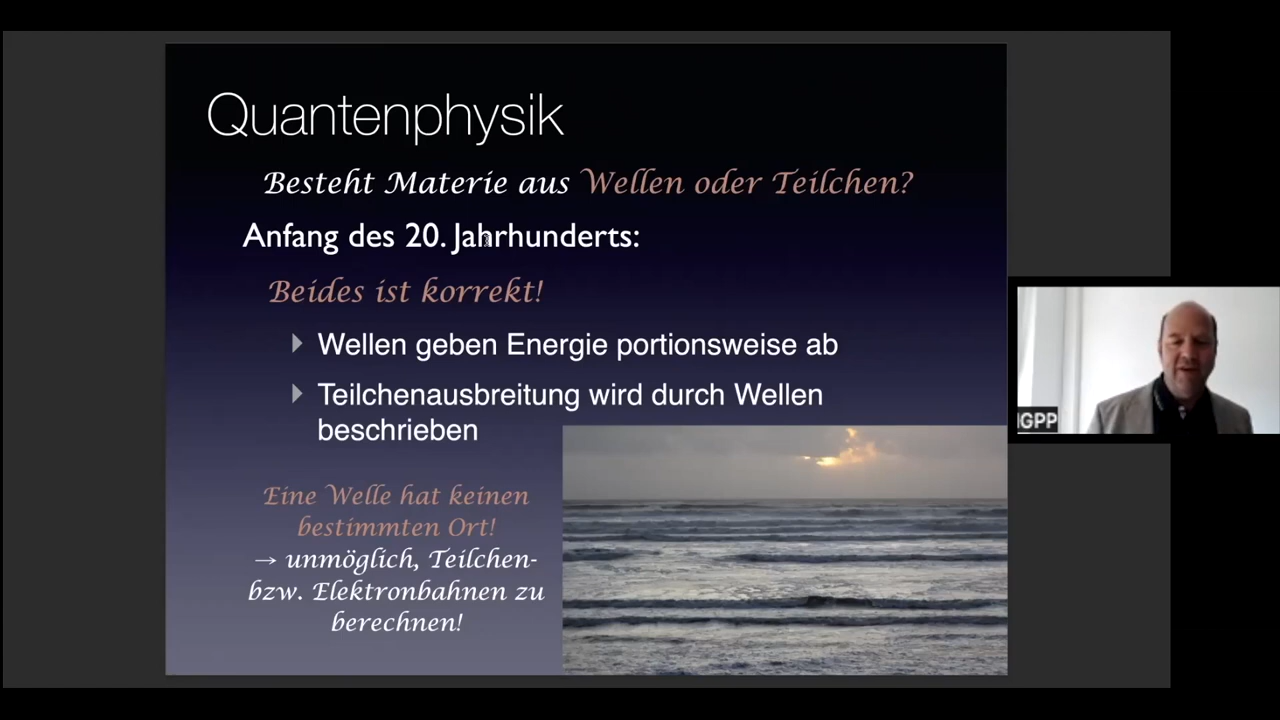 Quantenphysik
Besteht Materie aus Wellen oder Teilchen?
Anfang des 20. Jahrhunderts:
Beides ist korrekt!
Wellen geben Energie portionsweise ab
Teilchenausbreitung wird durch Wellen
beschrieben
IGPP
Eine Welle hat keinen
bestimmten Ort!
→ unmöglich, Teilchen-
bzw. Elektronbahnen zu
berechnen!